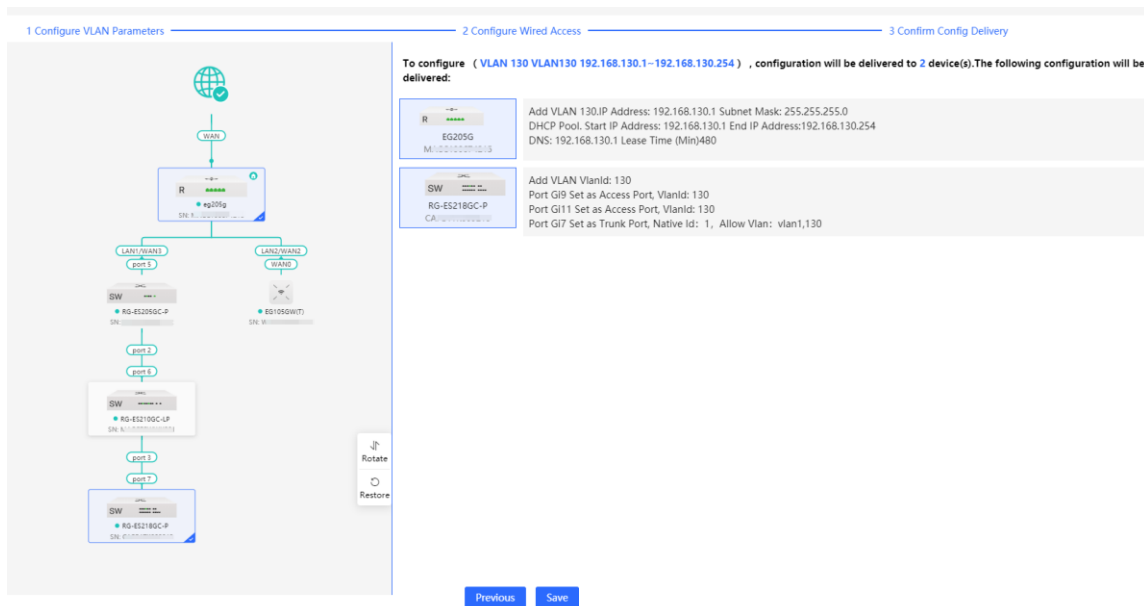 1 Configure VLAN Parameters
2 Configure Wired Access
3 Confirm Config Delivery
WAN
R
eg205g
SN:
LAN1/WAN3
LAN2/WAN2
port 5
WAN0
SW
RG-ES205GC-P
EG105GW(T)
SN:
SN:
port 2
port 6
SW
RG-ES210GC-LP
SN:
port 3
port 7
SW
RG-ES218GC-P
SN:
Rotate
Restore
To configure （ VLAN 130 VLAN130 192.168.130.1~192.168.130.254 ） , configuration will be delivered to 2 device(s).The following configuration will be
delivered:
R
EG205G
Add VLAN 130.IP Address: 192.168.130.1 Subnet Mask: 255.255.255.0
DHCP Pool. Start IP Address: 192.168.130.1 End IP Address:192.168.130.254
DNS: 192.168.130.1 Lease Time (Min)480
SW
RG-ES218GC-P
Add VLAN VlanId: 130
Port Gi9 Set as Access Port, VlanId: 130
Port Gi11 Set as Access Port, VlanId: 130
Port Gi7 Set as Trunk Port, Native Id： 1， Allow Vlan： vlan1,130
Previous
Save